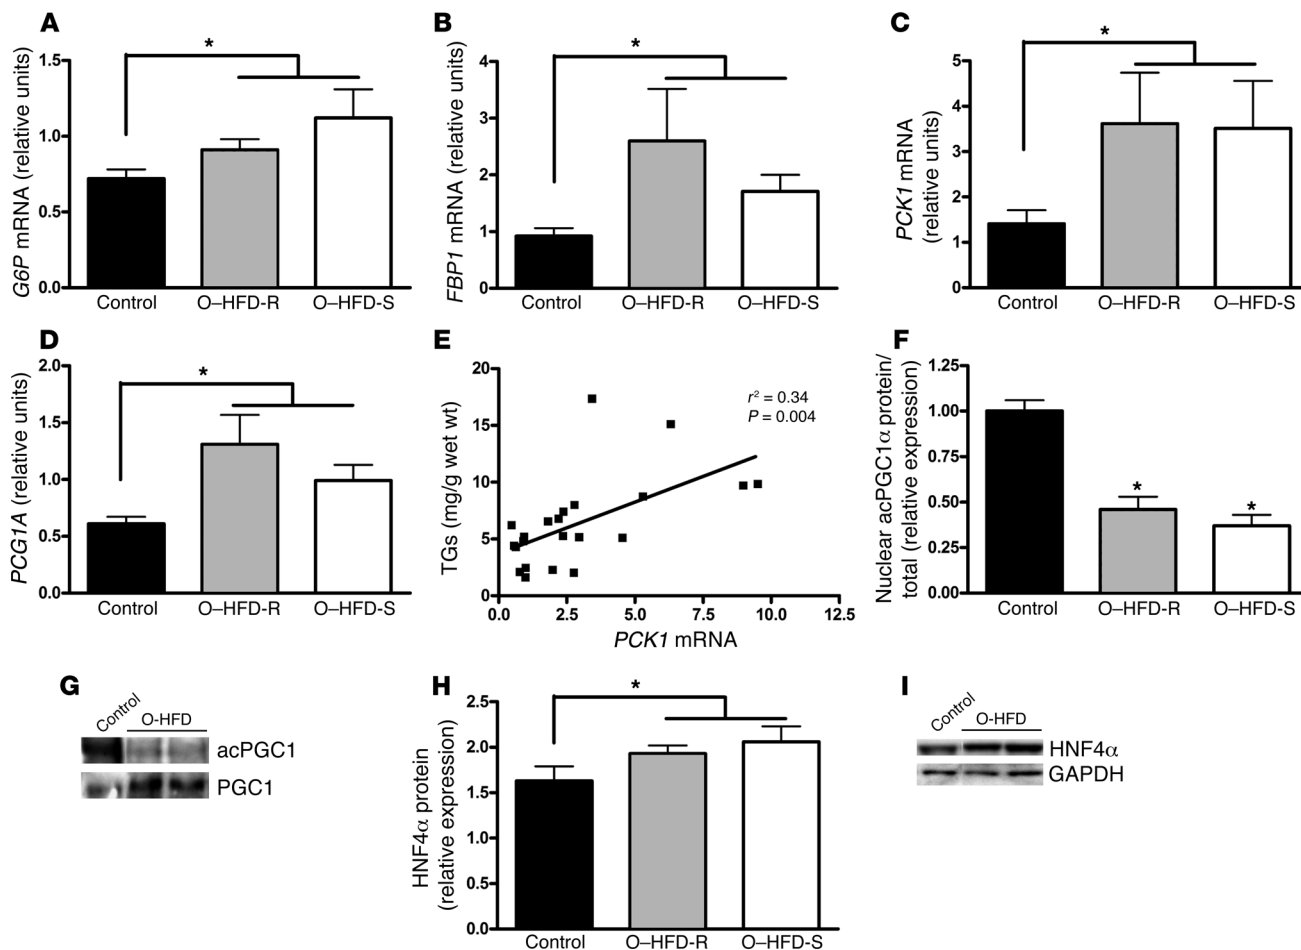 A
G6P mRNA (relative units)
1.5
1.0
0.5
0.0
*
Control
O–HFD-R
O–HFD-S
B
FBP1 mRNA (relative units)
4
3
2
1
0
*
Control
O–HFD-R
O–HFD-S
C
PCK1 mRNA
(relative units)
5
4
3
2
1
0
*
Control
O–HFD-R
O–HFD-S
D
PCG1A (relative units)
2.0
1.5
1.0
0.5
0.0
*
Control
O–HFD-R
O–HFD-S
E
TGs (mg/g wet wt)
20
15
10
5
0
r² = 0.34
P = 0.004
0.0
2.5
5.0
7.5
10.0
12.5
PCK1 mRNA
F
Nuclear acPGC1α protein/
total (relative expression)
1.25
1.00
0.75
0.50
0.25
0.00
*
*
Control
O–HFD-R
O–HFD-S
G
Control
O-HFD
acPGC1
PGC1
H
HNF4α protein
(relative expression)
2.5
2.0
1.5
1.0
0.5
0.0
*
Control
O–HFD-R
O–HFD-S
I
Control
O-HFD
HNF4α
GAPDH